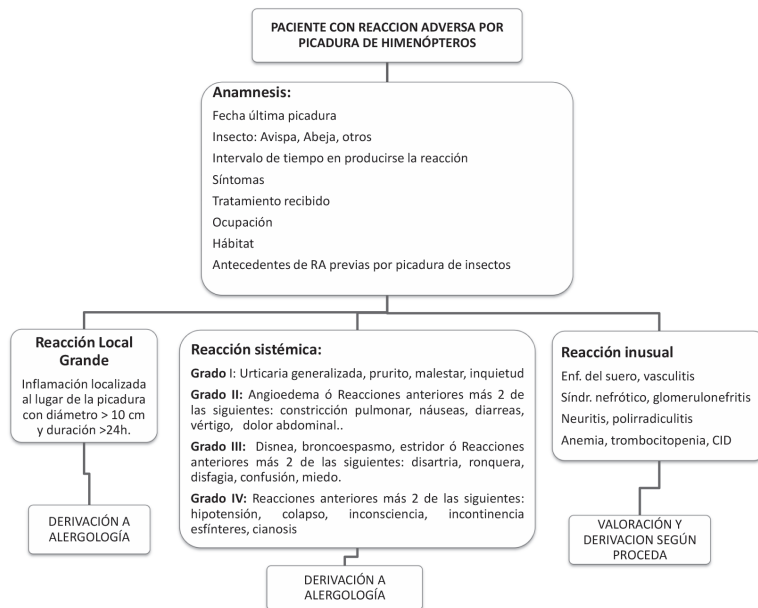 PACIENTE CON REACCION ADVERSA POR
PICADURA DE HIMENÓPTEROS
Anamnesis:
Fecha última picadura
Insecto: Avispa, Abeja, otros
Intervalo de tiempo en producirse la reacción
Síntomas
Tratamiento recibido
Ocupación
Hábitat
Antecedentes de RA previas por picadura de insectos
Reacción Local
Grande
Inflamación localizada
al lugar de la picadura
con diámetro > 10 cm
y duración >24h.
DERIVACIÓN A
ALERGOLOGÍA
Reacción sistémica:
Grado I: Urticaria generalizada, prurito, malestar, inquietud
Grado II: Angioedema ó Reacciones anteriores más 2 de
las siguientes: constricción pulmonar, náuseas, diarreas,
vértigo, dolor abdominal..
Grado III: Disnea, broncoespasmo, estridor ó Reacciones
anteriores más 2 de las siguientes: disartria, ronquera,
disfagia, confusión, miedo.
Grado IV: Reacciones anteriores más 2 de las siguientes:
hipotensión, colapso, inconsciencia, incontinencia
esfínteres, cianosis
DERIVACIÓN A
ALERGOLOGÍA
Reacción inusual
Enf. del suero, vasculitis
Síndr. nefrótico, glomerulonefritis
Neuritis, polirradiculitis
Anemia, trombocitopenia, CID
VALORACIÓN Y
DERIVACION SEGÚN
PROCEDA